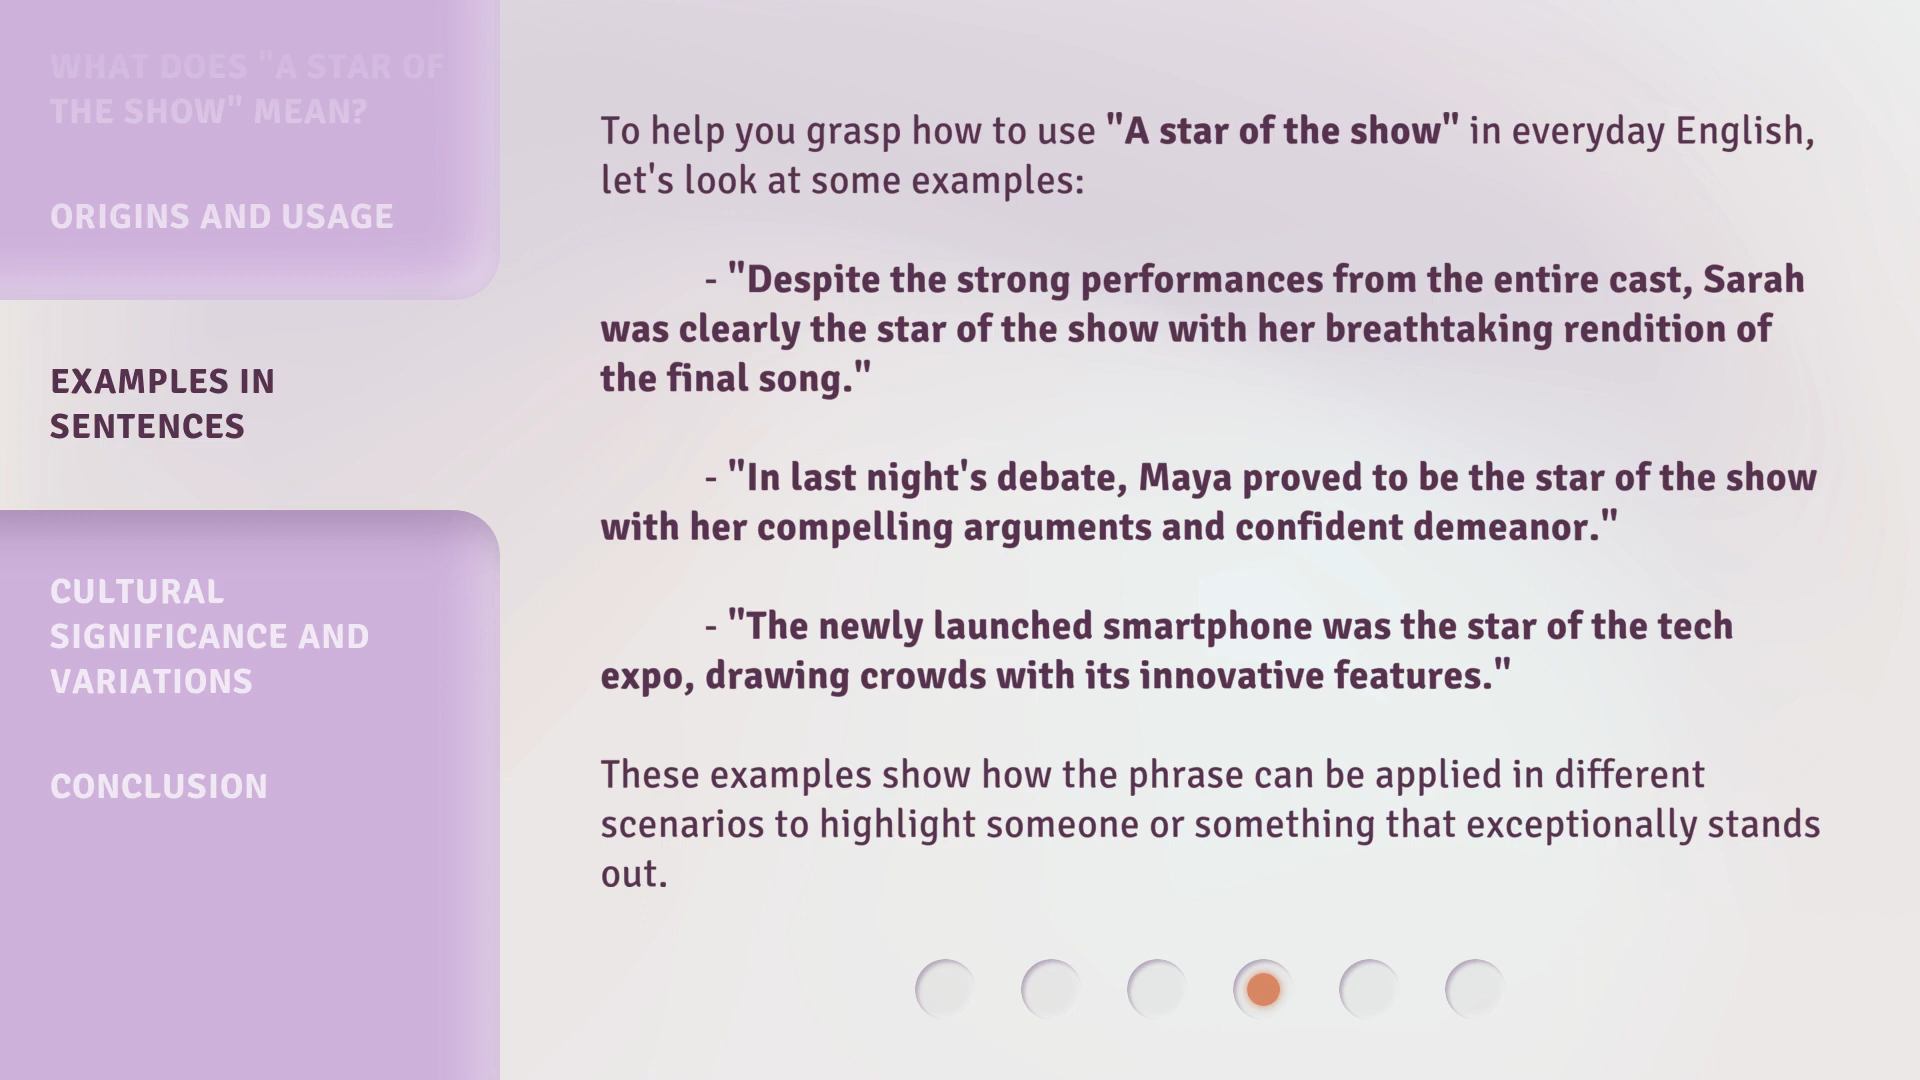 WHAT DOES "A STAR OF
THE SHOW" MEAN?
ORIGINS AND USAGE
EXAMPLES IN
SENTENCES
CULTURAL
SIGNIFICANCE AND
VARIATIONS
CONCLUSION
To help you grasp how to use "A star of the show" in everyday English,
let's look at some examples:
- "Despite the strong performances from the entire cast, Sarah
was clearly the star of the show with her breathtaking rendition of
the final song."
- "In last night's debate, Maya proved to be the star of the show
with her compelling arguments and confident demeanor."
- "The newly launched smartphone was the star of the tech
expo, drawing crowds with its innovative features."
These examples show how the phrase can be applied in different
scenarios to highlight someone or something that exceptionally stands
out.